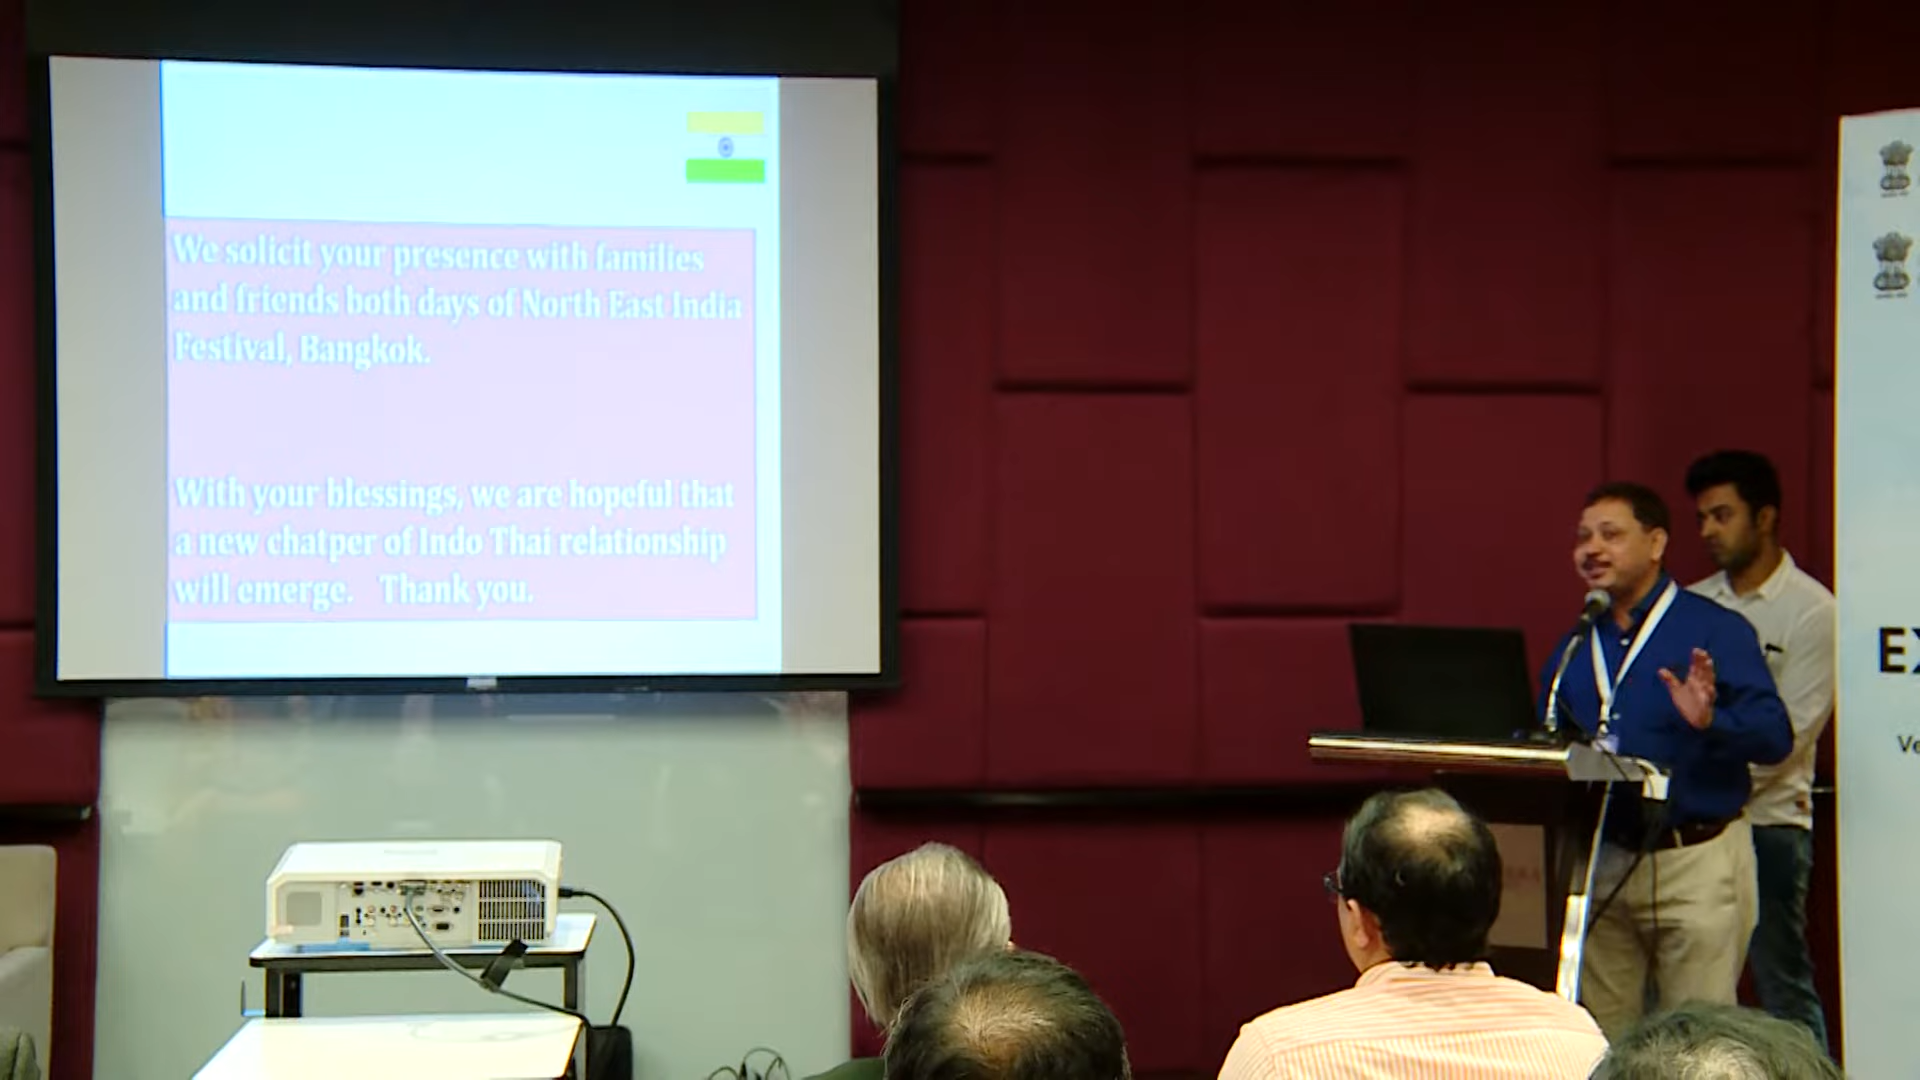 We solicit your presence with families
and friends both days of North East India
Festival, Bangkok.
With your blessings, we are hopeful that
a new chatper of Indo Thai relationship
will emerge. Thank you.